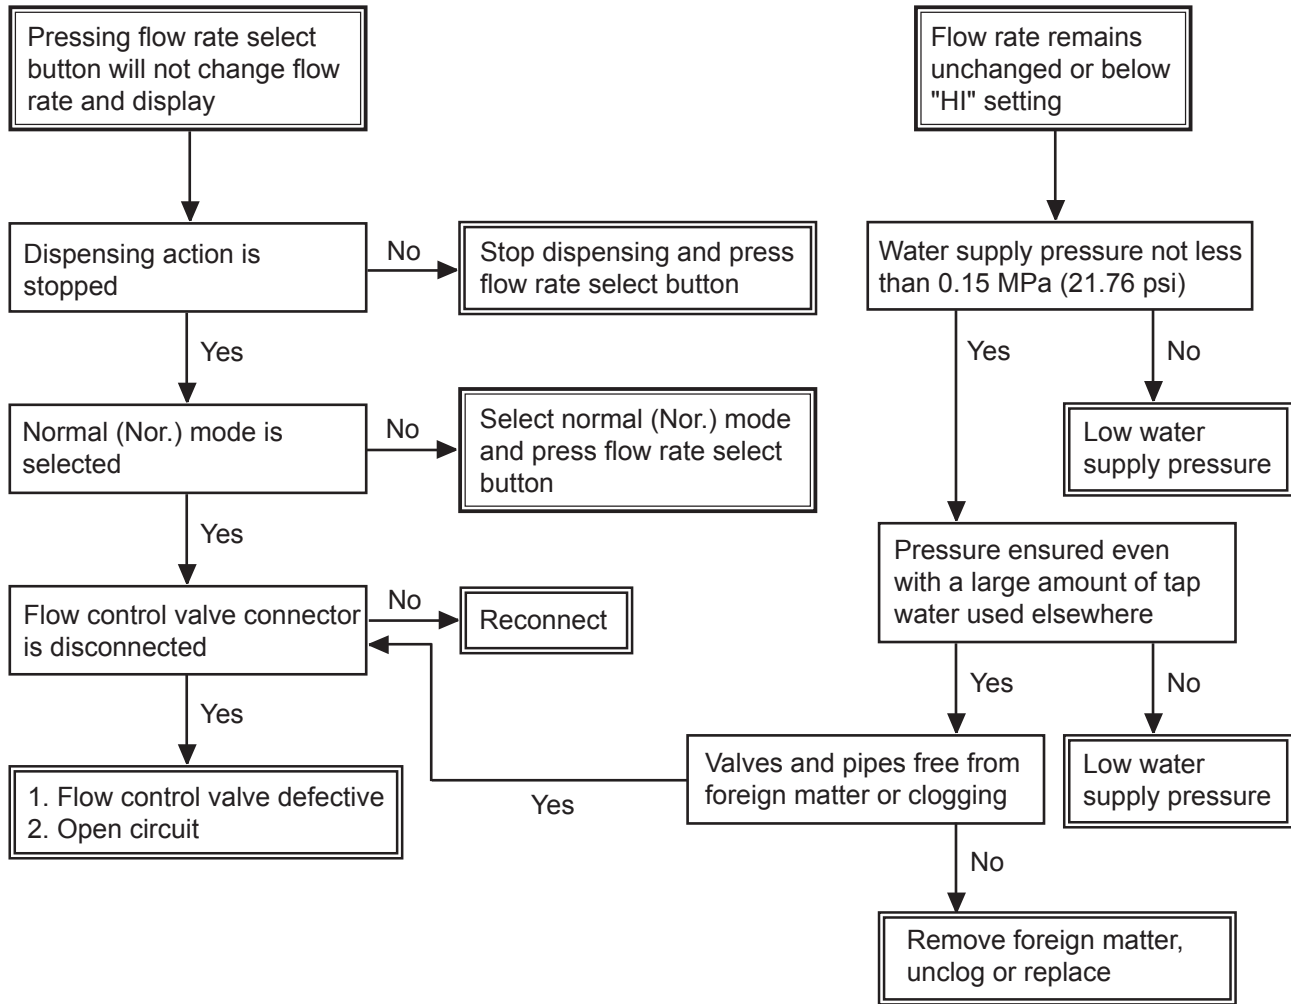 Pressing flow rate select
button will not change flow
rate and display
Dispensing action is
stopped
No
Stop dispensing and press
flow rate select button
Yes
Normal (Nor.) mode is
selected
No
Select normal (Nor.) mode
and press flow rate select
button
Yes
Flow control valve connector
is disconnected
No
Reconnect
Yes
1. Flow control valve defective
2. Open circuit
Flow rate remains
unchanged or below
"HI" setting
Water supply pressure not less
than 0.15 MPa (21.76 psi)
Yes
No
Low water
supply pressure
Pressure ensured even
with a large amount of tap
water used elsewhere
Yes
No
Low water
supply pressure
Valves and pipes free from
foreign matter or clogging
Yes
No
Remove foreign matter,
unclog or replace